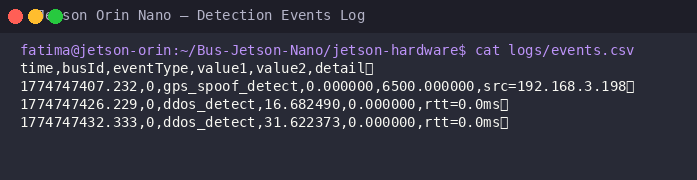 Jetson Orin Nano — Detection Events Log
fatima@jetson-orin:~/Bus-Jetson-Nano/jetson-hardware$ cat logs/events.csv
time,busId,eventType,value1,value2,detail
1774747407.232,0,gps_spoof_detect,0.000000,6500.000000,src=192.168.3.198
1774747426.229,0,ddos_detect,16.682490,0.000000,rtt=0.0ms
1774747432.333,0,ddos_detect,31.622373,0.000000,rtt=0.0ms